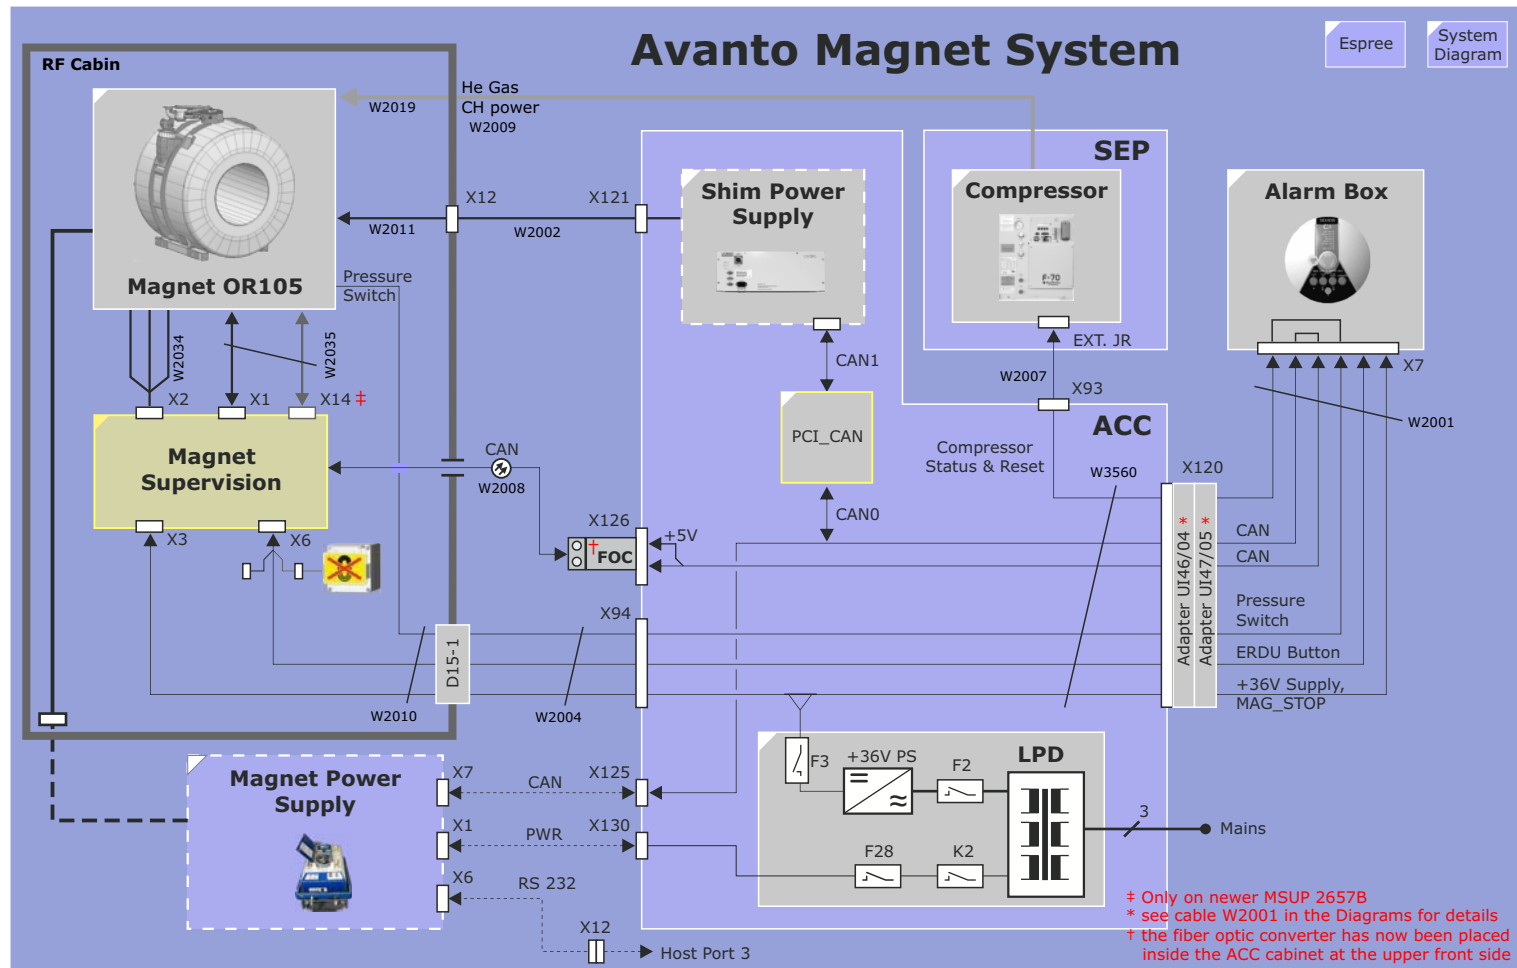 Avanto Magnet System
Espree
System
Diagram
RF Cabin
He Gas
CH power
W2019
W2009
SEP
Shim Power
Supply
Compressor
Alarm Box
X12
X121
W2011
W2002
Magnet OR105
Pressure
Switch
F-70
EXT. JR
CAN1
W2034
W2035
W2007
X7
X93
X2
X1
X14 ‡
W2001
ACC
PCI_CAN
Compressor
Status & Reset
Magnet
Supervision
CAN
W2008
W3560
X120
X126
CAN0
+5V
† FOC
X3
X6
CAN
CAN
Adapter UI46/04 *
Adapter UI47/05 *
X94
Pressure
Switch
ERDU Button
D15-1
+36V Supply,
MAG_STOP
W2010
W2004
F3
+36V PS
F2
LPD
Magnet Power
Supply
X7
CAN
X125
X1
PWR
X130
3
Mains
F28
K2
X6
RS 232
X12
Host Port 3
‡ Only on newer MSUP 2657B
* see cable W2001 in the Diagrams for details
† the fiber optic converter has now been placed
inside the ACC cabinet at the upper front side